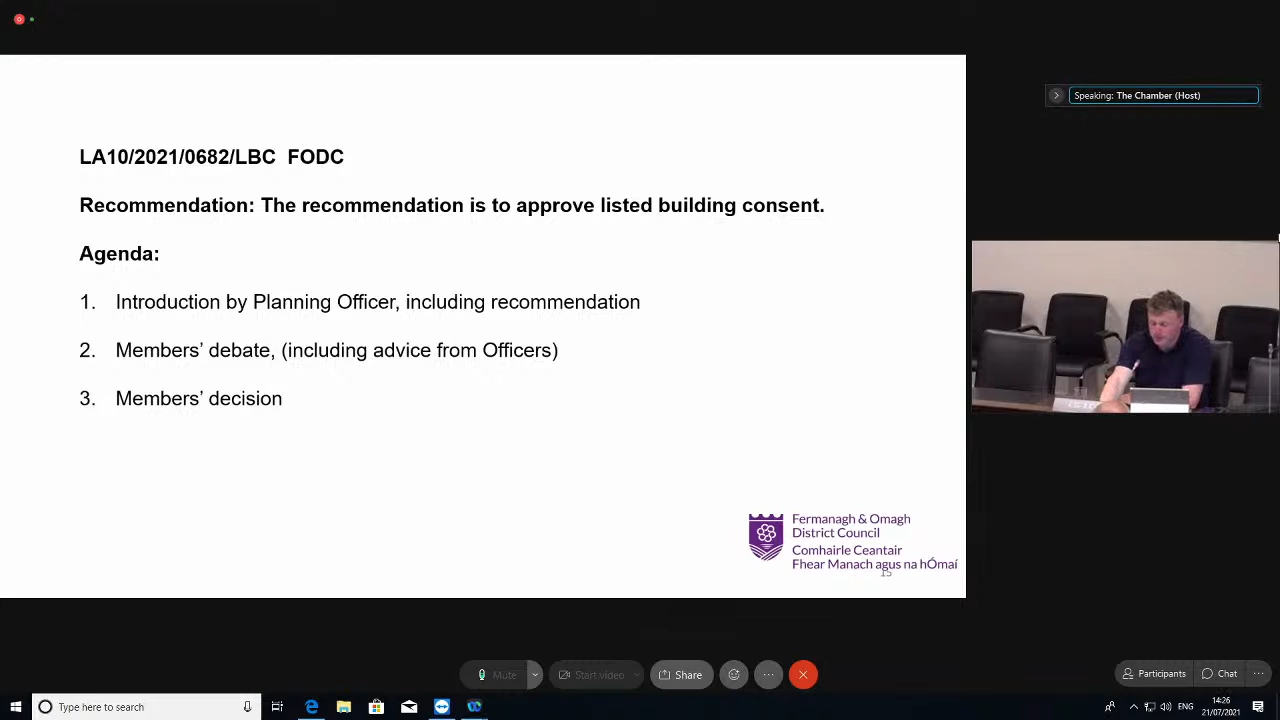 Speaking: The Chamber (Host)
LA10/2021/0682/LBC  FODC
Recommendation: The recommendation is to approve listed building consent.
Agenda:
1. Introduction by Planning Officer, including recommendation
2. Members’ debate, (including advice from Officers)
3. Members’ decision
Fermanagh & Omagh
District Council
Comhairle Ceantair
Fhear Manach agus na hÓmaí
15
Mute
Start video
Share
Participants
Chat
Type here to search
ENG
14:26
21/07/2021